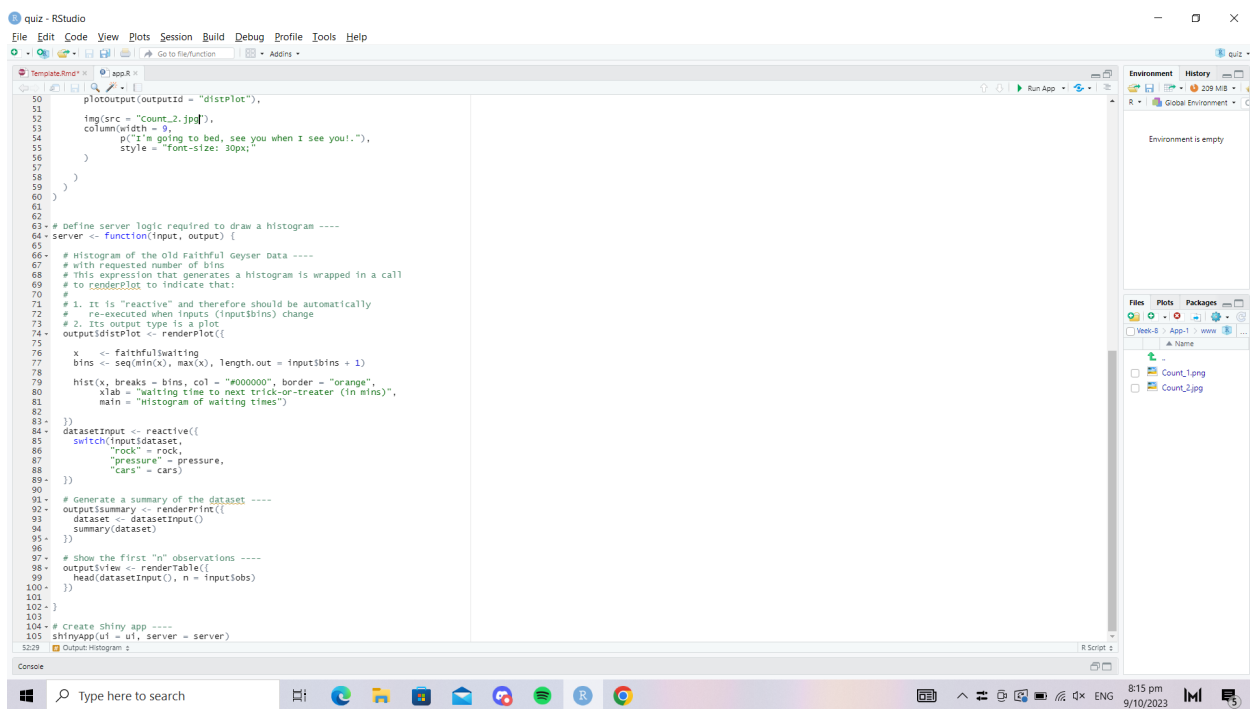 quiz - RStudio
File Edit Code View Plots Session Build Debug Profile Tools Help
Go to file/function Addins
quiz
Template.Rmd* app.R
Run App
50 plotOutput(outputId = "distPlot"),
51
52 img(src = "Count_2.jpg"),
53 column(width = 9,
54 p("I'm going to bed, see you when I see you!."),
55 style = "font-size: 30px;"
56 )
57
58 )
59 )
60 )
61
62
63 # Define server logic required to draw a histogram ----
64 server <- function(input, output) {
65
66 # Histogram of the Old Faithful Geyser Data ----
67 # with requested number of bins
68 # This expression that generates a histogram is wrapped in a call
69 # to renderPlot to indicate that:
70 #
71 # 1. It is "reactive" and therefore should be automatically
72 # re-executed when inputs (input$bins) change
73 # 2. Its output type is a plot
74 output$distPlot <- renderPlot({
75
76 x <- faithful$waiting
77 bins <- seq(min(x), max(x), length.out = input$bins + 1)
78
79 hist(x, breaks = bins, col = "#000000", border = "orange",
80 xlab = "Waiting time to next trick-or-treater (in mins)",
81 main = "Histogram of waiting times")
82
83 })
84 datasetInput <- reactive({
85 switch(input$dataset,
86 "rock" = rock,
87 "pressure" = pressure,
88 "cars" = cars)
89 })
90
91 # Generate a summary of the dataset ----
92 output$summary <- renderPrint({
93 dataset <- datasetInput()
94 summary(dataset)
95 })
96
97 # Show the first "n" observations ----
98 output$view <- renderTable({
99 head(datasetInput(), n = input$obs)
100 })
101
102 }
103
104 # Create Shiny app ----
105 shinyApp(ui = ui, server = server)
52:29 Output: Histogram R Script
Console
Environment History
209 MiB
R Global Environment
Environment is empty
Files Plots Packages
Week-8 App-1 www ...
Name
..
Count_1.png
Count_2.jpg
Type here to search
ENG
8:15 pm
9/10/2023
5